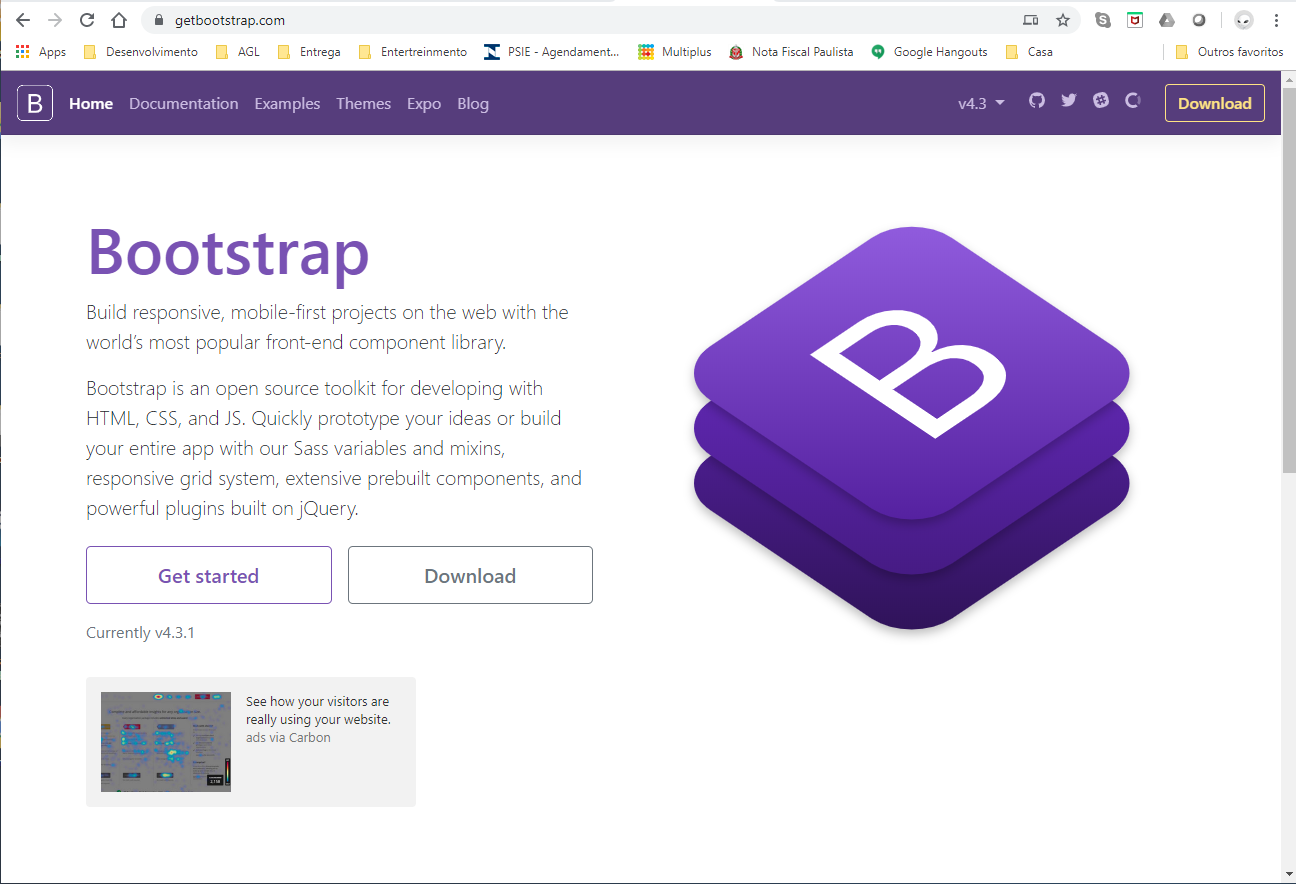 getbootstrap.com
Apps Desenvolvimento AGL Entrega Entertreinmento PSIE - Agendament... Multiplus Nota Fiscal Paulista Google Hangouts Casa Outros favoritos
B Home Documentation Examples Themes Expo Blog v4.3 Download
Bootstrap
Build responsive, mobile-first projects on the web with the
world’s most popular front-end component library.
Bootstrap is an open source toolkit for developing with
HTML, CSS, and JS. Quickly prototype your ideas or build
your entire app with our Sass variables and mixins,
responsive grid system, extensive prebuilt components, and
powerful plugins built on jQuery.
Get started Download
Currently v4.3.1
B
See how your visitors are
really using your website.
ads via Carbon